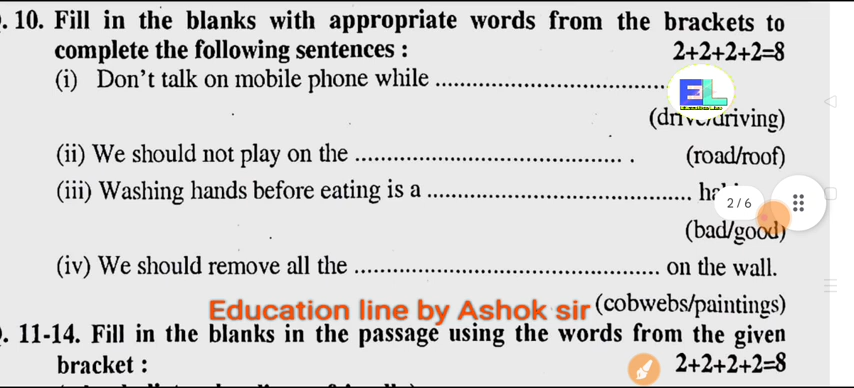 . 10. Fill in the blanks with appropriate words from the brackets to
complete the following sentences : 2+2+2+2=8
(i) Don't talk on mobile phone while ..........................................
EL
(drive/driving)
(ii) We should not play on the ................................................. . (road/roof)
(iii) Washing hands before eating is a ................................................
2 / 6
(bad/good)
(iv) We should remove all the ....................................................... on the wall.
(cobwebs/paintings)
Education line by Ashok sir
. 11-14. Fill in the blanks in the passage using the words from the given
bracket : 2+2+2+2=8